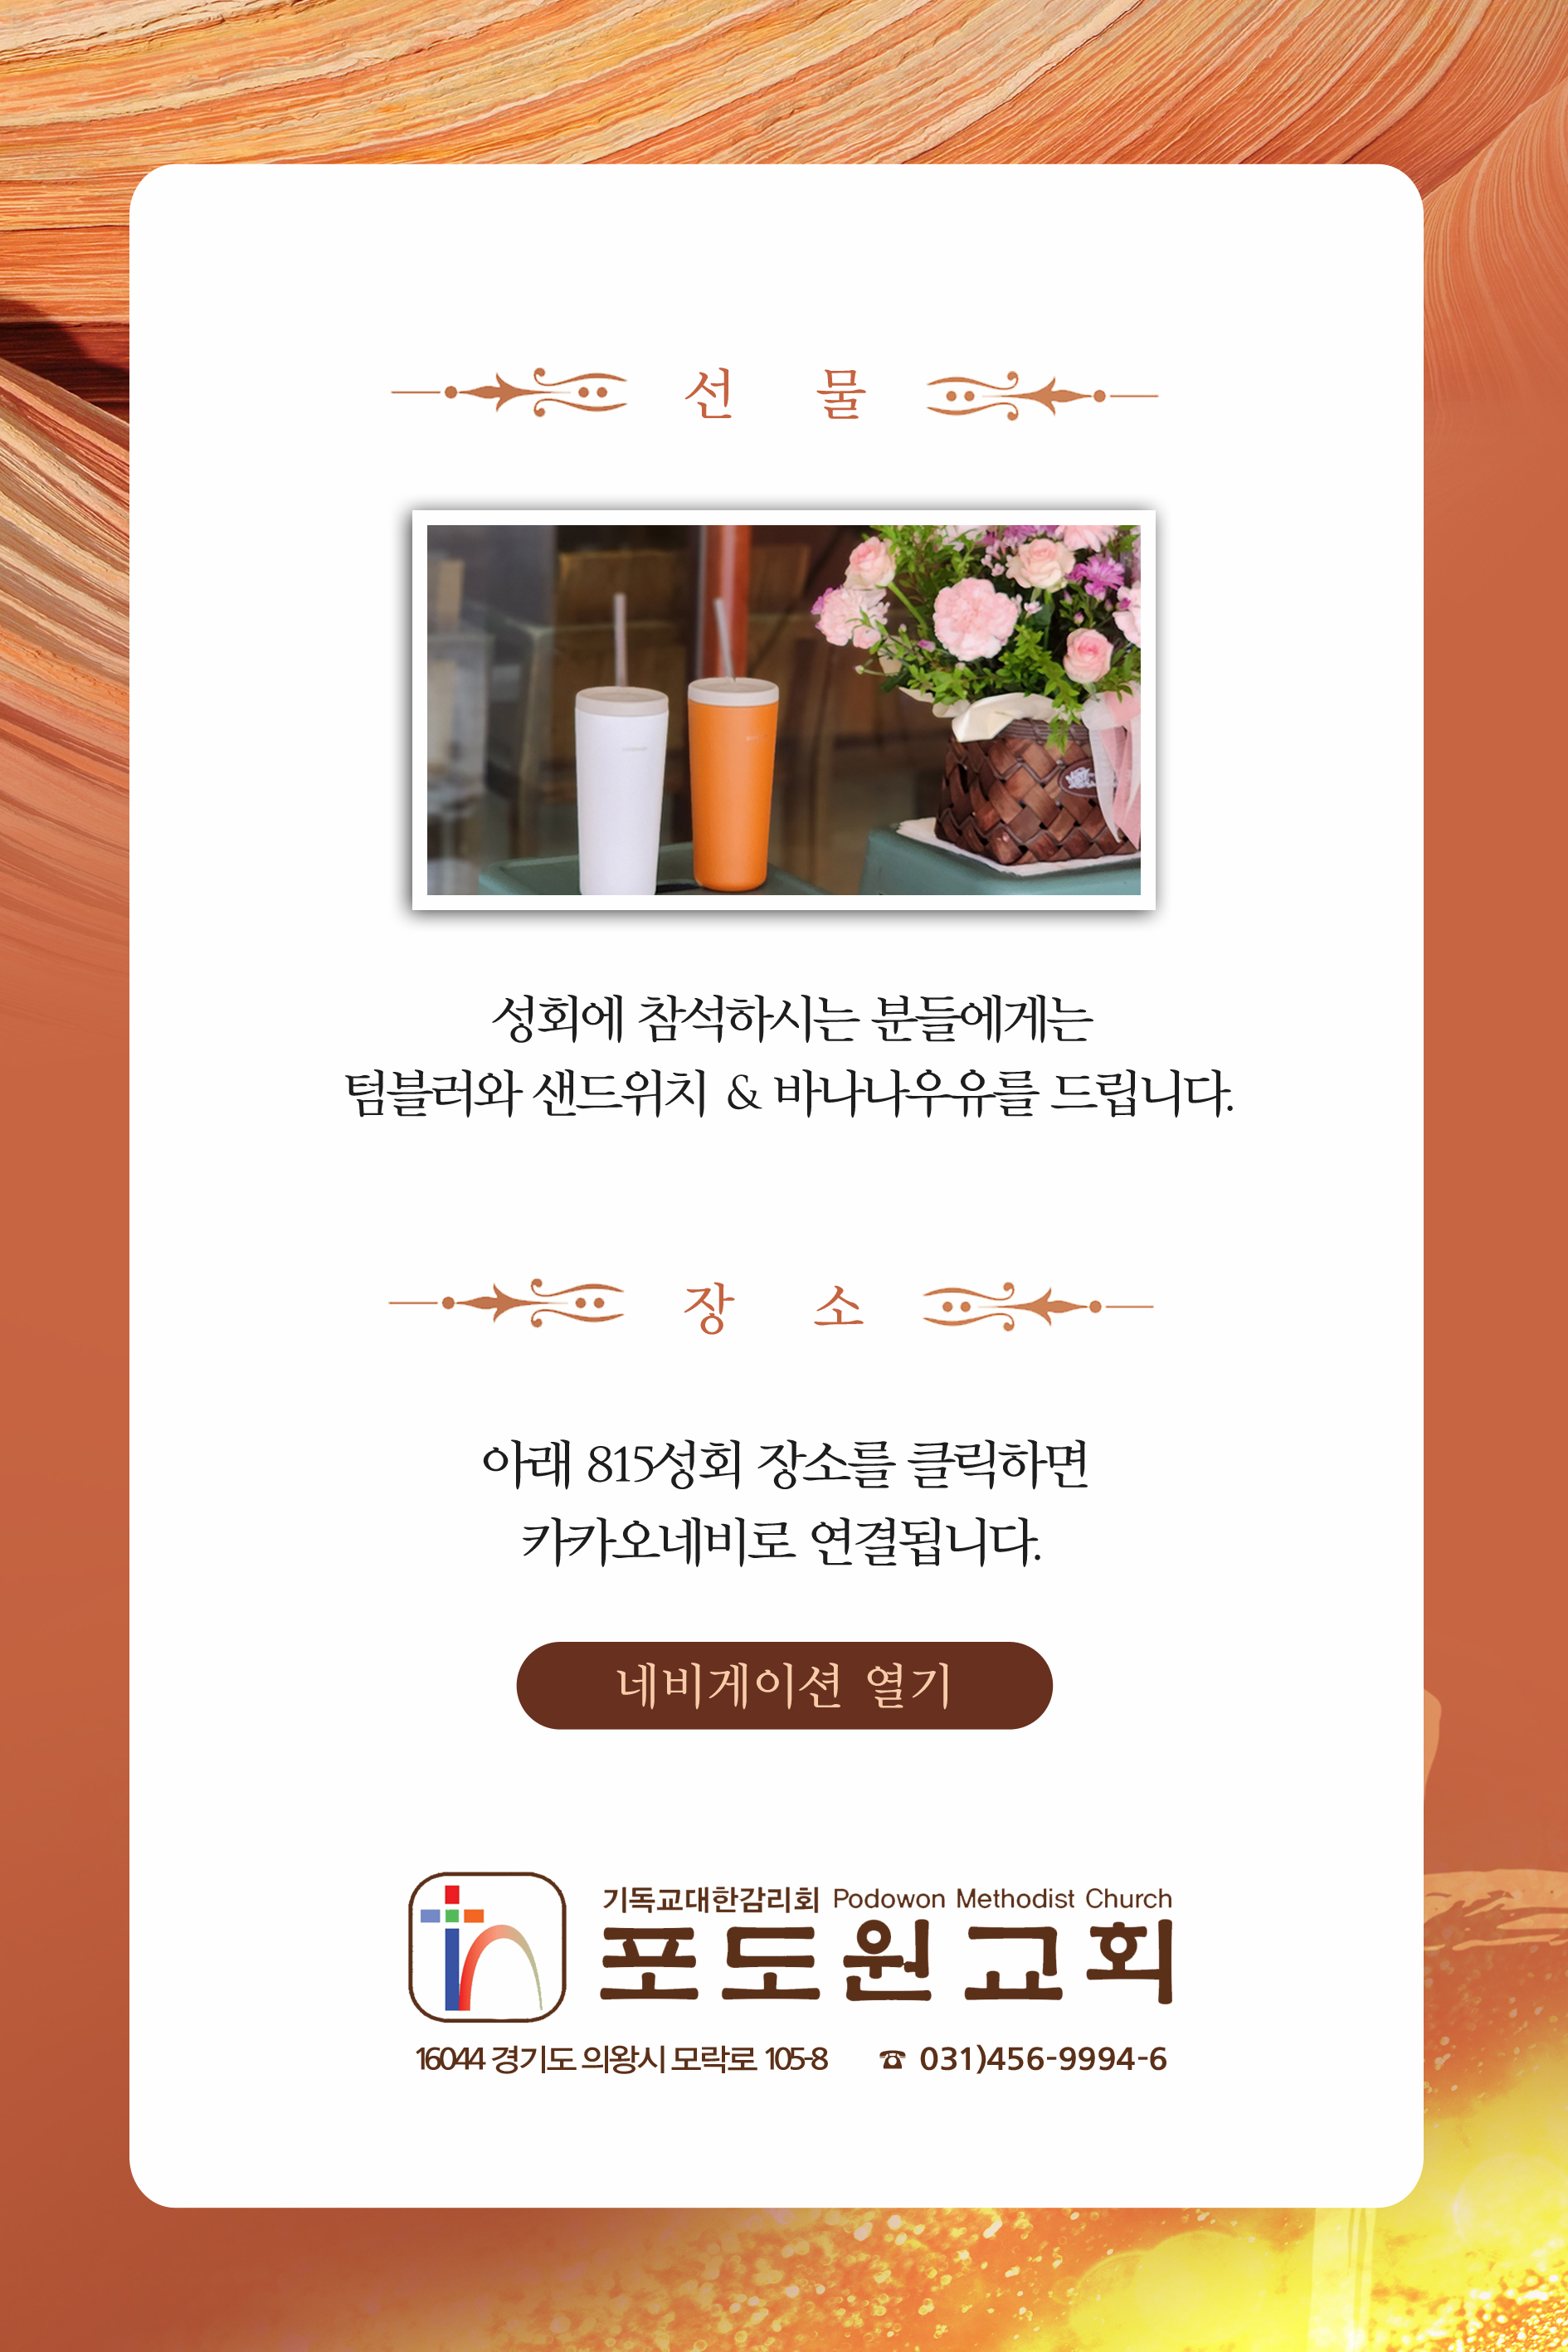 선 물
성회에 참석하시는 분들에게는
텀블러와 샌드위치 & 바나나우유를 드립니다.
장 소
아래 815성회 장소를 클릭하면
카카오네비로 연결됩니다.
네비게이션 열기
기독교대한감리회 Podowon Methodist Church
포도원교회
16044 경기도 의왕시 모락로 105-8 ☎ 031)456-9994-6